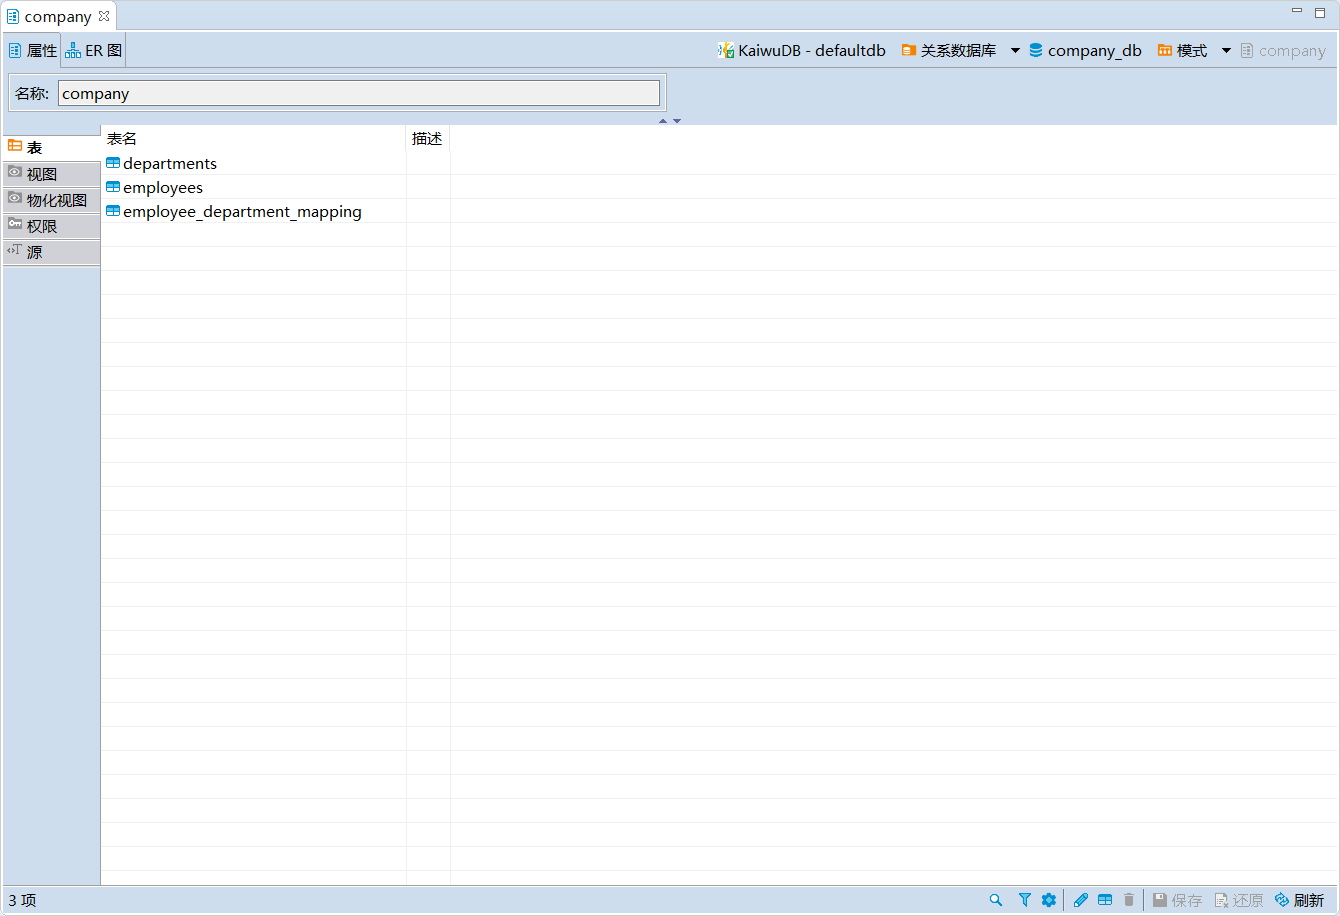 company
属性 ER 图 KaiwuDB - defaultdb 关系数据库 company_db 模式 company
名称: company
表名 描述
表
视图
物化视图
权限
源
departments
employees
employee_department_mapping
3 项 保存 还原 刷新